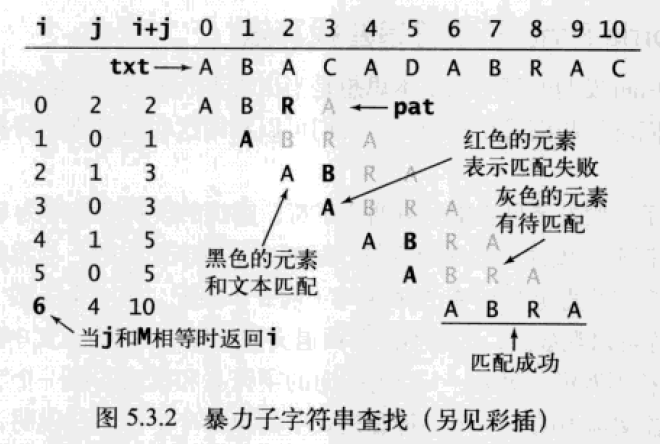 i j i+j 0 1 2 3 4 5 6 7 8 9 10
txt A B A C A D A B R A C
0 2 2 A B R A pat
1 0 1 A B R A
红色的元素
表示匹配失败
2 1 3 A B R A
3 0 3 A B R A
灰色的元素
有待匹配
4 1 5 A B R A
黑色的元素
和文本匹配
5 0 5 A B R A
6 4 10 A B R A
当j和M相等时返回i
匹配成功
图 5.3.2 暴力子字符串查找（另见彩插）